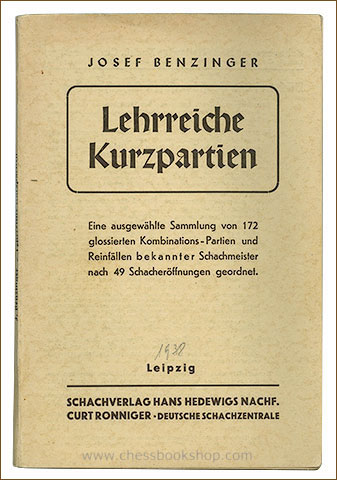 JOSEF BENZINGER
Lehrreiche
Kurzpartien
Eine ausgewählte Sammlung von 172
glossierten Kombinations-Partien und
Reinfällen bekannter Schachmeister
nach 49 Schacheröffnungen geordnet.
1938
Leipzig
SCHACHVERLAG HANS HEDEWIGS NACHF.
CURT RONNIGER · DEUTSCHE SCHACHZENTRALE
www.chessbookshop.com